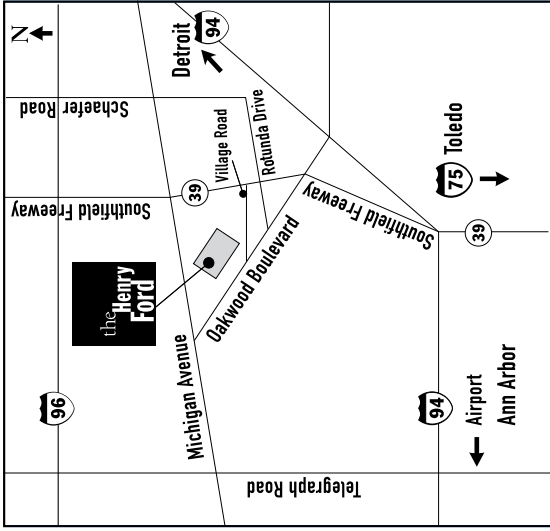 N
Schaefer Road
Southfield Freeway
Detroit
94
39
Village Road
Rotunda Drive
the
Henry
Ford
Oakwood Boulevard
Southfield Freeway
Michigan Avenue
96
Telegraph Road
75 Toledo
39
94
Airport
Ann Arbor